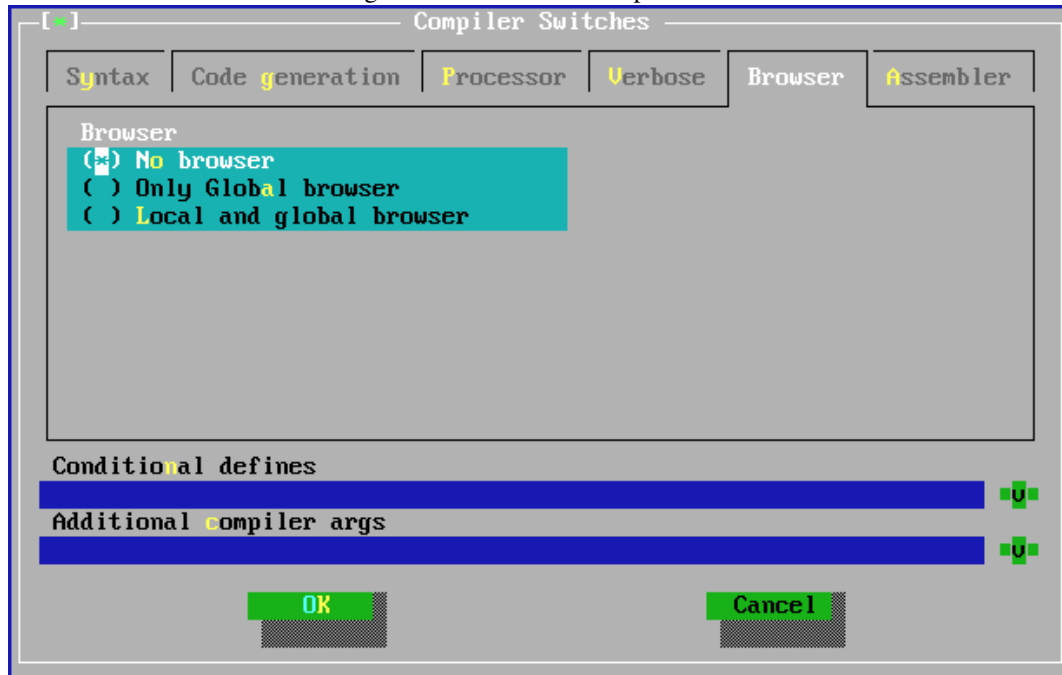 [*] Compiler Switches
Syntax Code generation Processor Verbose Browser Assembler
Browser
(*) No browser
( ) Only Global browser
( ) Local and global browser
Conditional defines
v
Additional compiler args
v
OK Cancel